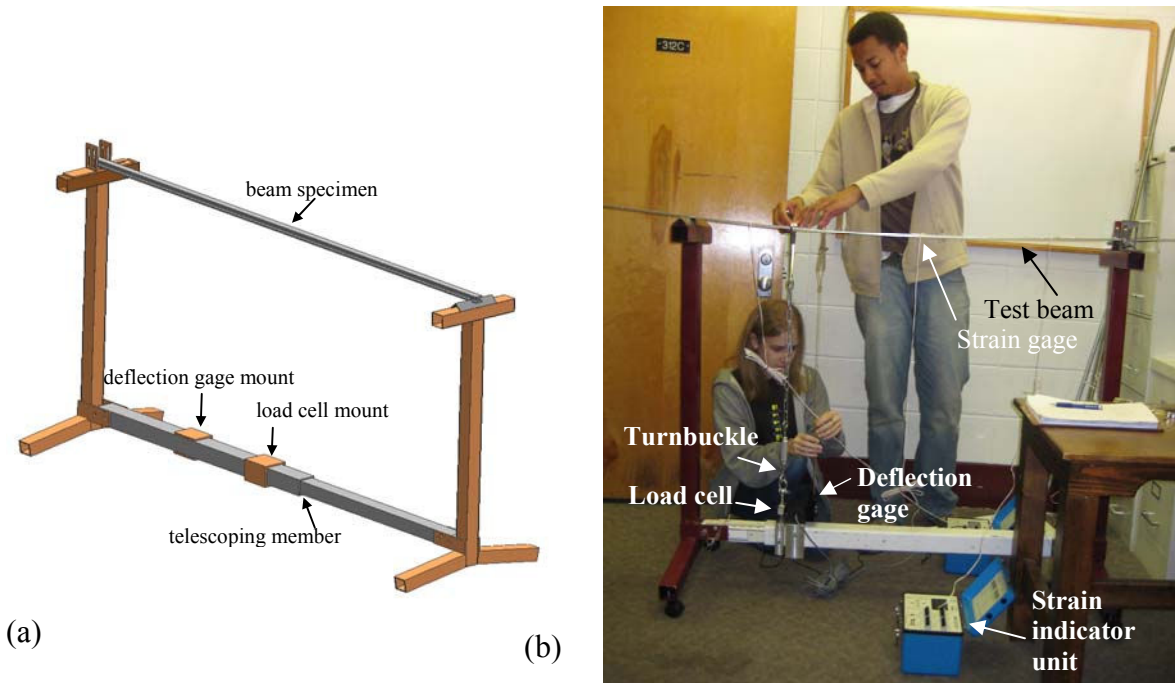 beam specimen
deflection gage mount
load cell mount
telescoping member
(a)
-312C-
Test beam
Strain gage
Turnbuckle
Deflection
gage
Load cell
Strain
indicator
unit
(b)